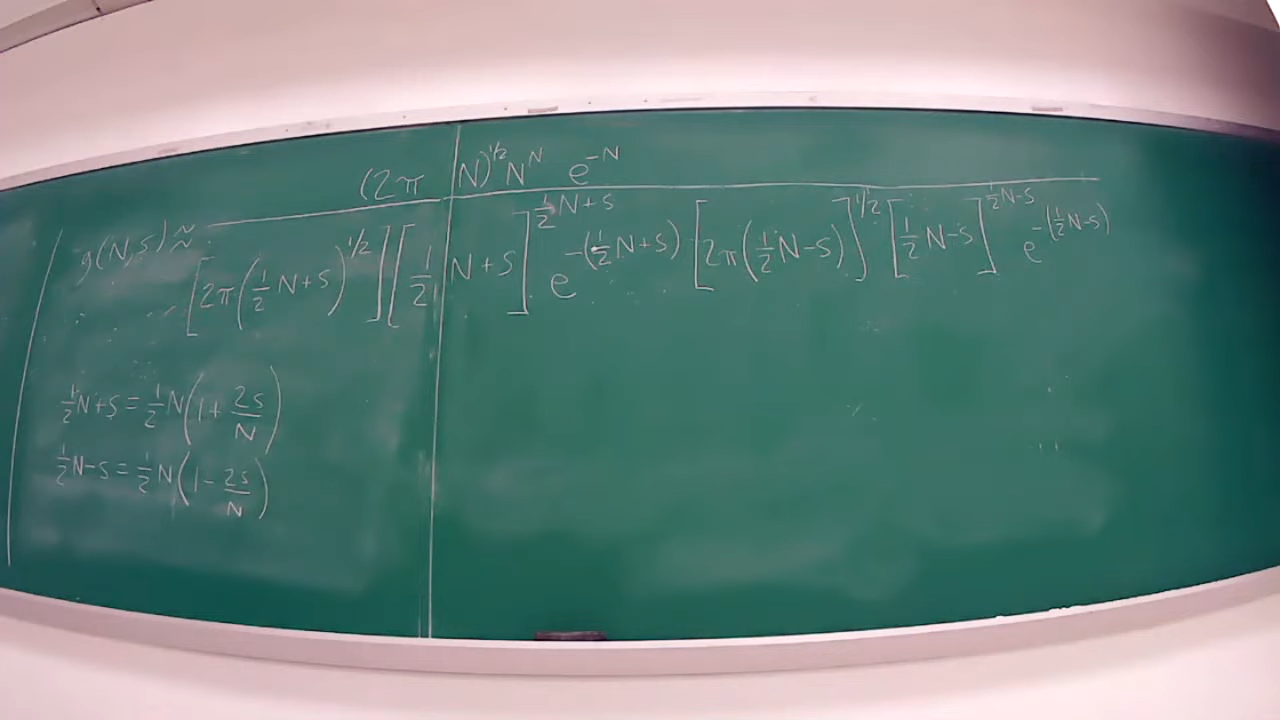 (2π N)^{1/2} N^N e^{-N}
g(N,s) ≈ ─────────
[2π(½N+s)^{1/2}][½N+s]^{½N+s} e^{-(½N+s)} [2π(½N-s)]^{1/2} [½N-s]^{½N-s} e^{-(½N-s)}
½N+s = ½N(1+2s/N)
½N-s = ½N(1-2s/N)